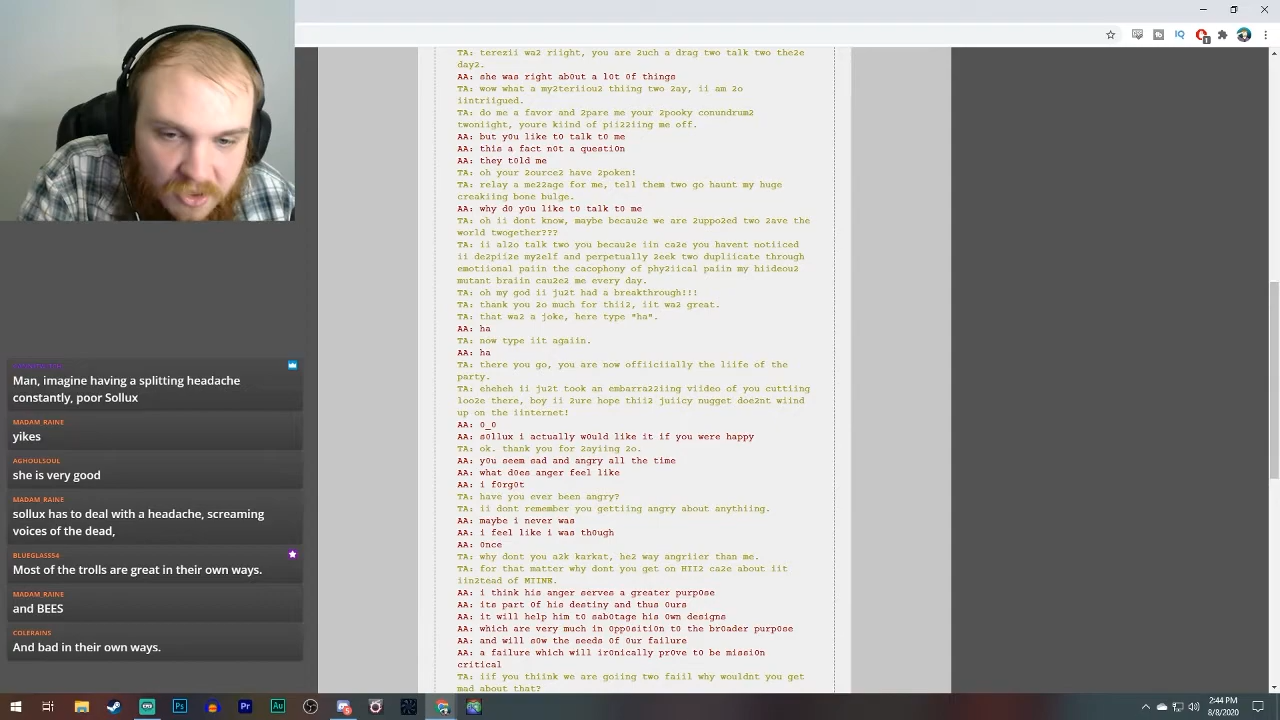 TA: terezii wa2 riight, you are 2uch a drag two talk two the2e
day2.
AA: she was right ab0ut a l0t 0f things
TA: wow what a my2teriiou2 thiing two 2ay, ii am 2o
iintriigued.
TA: do me a favor and 2pare me your 2pooky conundrum2
twoniight, youre kiind of pii22iing me off.
AA: but y0u like t0 talk t0 me
AA: this a fact n0t a questi0n
AA: they t0ld me
TA: oh your 2ource2 have 2poken!
TA: relay a me22age for me, tell them two go haunt my huge
creakiing bone bulge.
AA: why d0 y0u like t0 talk t0 me
TA: oh ii dont know, maybe becau2e we are 2uppo2ed two 2ave the
world twogether???
TA: ii al2o talk two you becau2e iin ca2e you havent notiiced
ii de2pii2e my2elf and perpetually 2eek two dupliicate through
emotiional paiin the cacophony of phy2iical paiin my hiideou2
mutant braiin cau2e2 me every day.
TA: oh my god ii ju2t had a breakthrough!!!
TA: thank you 2o much for thii2, iit wa2 great.
TA: that wa2 a joke, here type "ha".
AA: ha
TA: now type iit agaiin.
AA: ha
TA: there you go, you are now offiiciially the liife of the
party.
TA: eheheh ii ju2t took an embarra22iing viideo of you cuttiing
loo2e there, boy ii 2ure hope thii2 juiicy nugget doe2nt wiind
up on the iinternet!
AA: 0_0
AA: s0llux i actually w0uld like it if you were happy
TA: ok. thank you for 2ayiing 2o.
AA: y0u seem sad and angry all the time
AA: what d0es anger feel like
AA: i f0rg0t
TA: have you ever been angry?
TA: ii dont remember you gettiing angry about anythiing.
AA: maybe i never was
AA: i feel like i was th0ugh
AA: 0nce
TA: why dont you a2k karkat, he2 way angriier than me.
TA: for that matter why dont you get on HII2 ca2e about iit
iin2tead of MIINE.
AA: i think his anger serves a greater purp0se
AA: its part 0f his destiny and thus 0urs
AA: it will help him t0 sab0tage his 0wn designs
AA: which are very much in 0pp0siti0n t0 the br0ader purp0se
AA: and will s0w the seeds 0f 0ur failure
AA: a failure which will ir0nically pr0ve t0 be missi0n
critical
TA: iif you thiink we are goiing two faiil why wouldnt you get
mad about that?
Man, imagine having a splitting headache
constantly, poor Sollux
MADAM_RAINE
yikes
AGHOULSOUL
she is very good
MADAM_RAINE
sollux has to deal with a headache, screaming
voices of the dead,
BLUEGLASS54
Most of the trolls are great in their own ways.
MADAM_RAINE
and BEES
COLERAINS
And bad in their own ways.
2:44 PM
8/8/2020